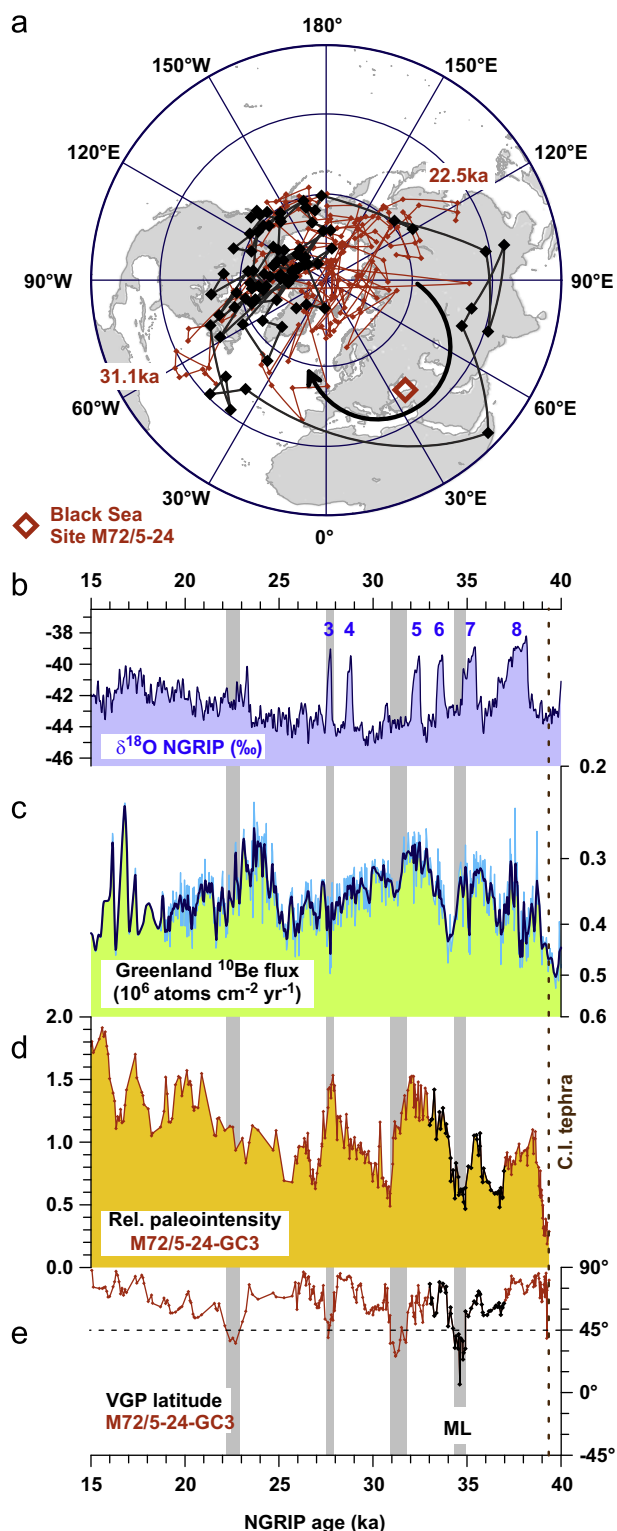 a
180°
150°W
150°E
120°W
120°E
22.5ka
90°W
90°E
31.1ka
60°W
60°E
30°W
30°E
0°
Black Sea
Site M72/5-24
b
15 20 25 31 35 40
3 4 5 6 7 8
-38
-40
-42
-44
-46
δ¹⁸O NGRIP (‰)
c
0.2
0.3
0.4
0.5
0.6
Greenland ¹⁰Be flux
(10⁶ atoms cm⁻² yr⁻¹)
d
2.0
1.5
1.0
0.5
0.0
C.I. tephra
Rel. paleointensity
M72/5-24-GC3
e
90°
45°
0°
-45°
VGP latitude
M72/5-24-GC3
ML
15 20 25 31 35 40
NGRIP age (ka)